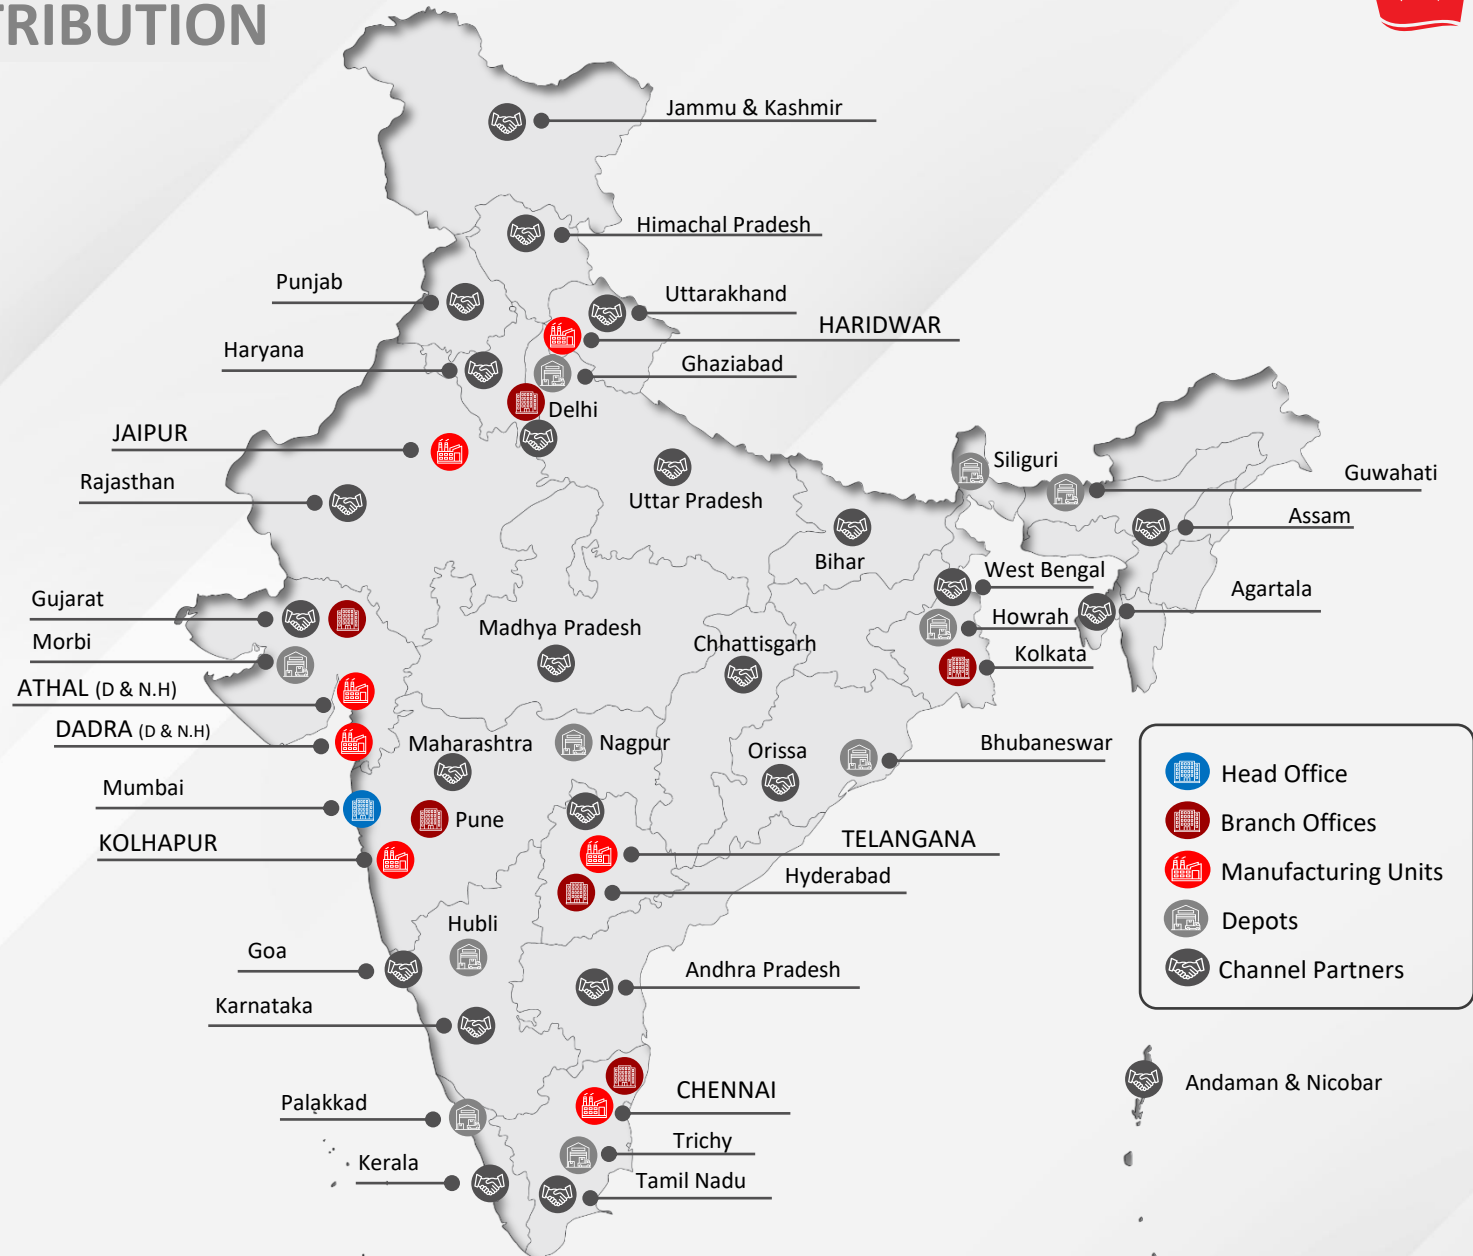 TRIBUTION
Jammu & Kashmir
Himachal Pradesh
Punjab
Uttarakhand
HARIDWAR
Haryana
Ghaziabad
Delhi
JAIPUR
Siliguri
Guwahati
Rajasthan
Uttar Pradesh
Assam
Bihar
West Bengal
Agartala
Gujarat
Howrah
Madhya Pradesh
Chhattisgarh
Morbi
Kolkata
ATHAL (D & N.H)
DADRA (D & N.H)
Maharashtra
Nagpur
Orissa
Bhubaneswar
Mumbai
Pune
KOLHAPUR
TELANGANA
Hyderabad
Hubli
Goa
Andhra Pradesh
Karnataka
CHENNAI
Palakkad
Trichy
Kerala
Tamil Nadu
Head Office
Branch Offices
Manufacturing Units
Depots
Channel Partners
Andaman & Nicobar